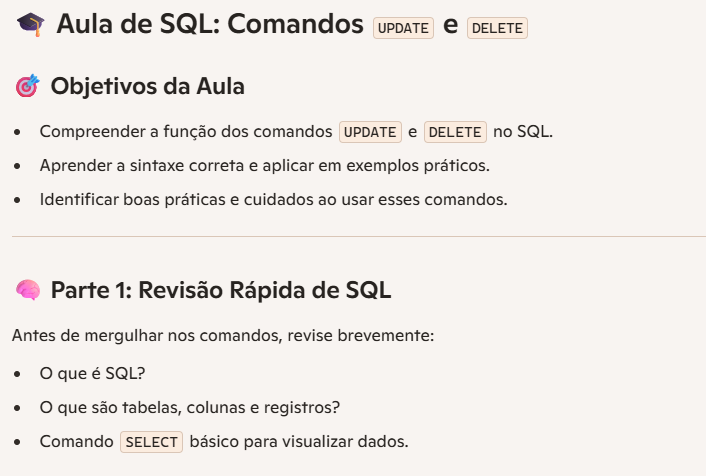 Aula de SQL: Comandos UPDATE e DELETE
Objetivos da Aula
Compreender a função dos comandos UPDATE e DELETE no SQL.
Aprender a sintaxe correta e aplicar em exemplos práticos.
Identificar boas práticas e cuidados ao usar esses comandos.
Parte 1: Revisão Rápida de SQL
Antes de mergulhar nos comandos, revise brevemente:
O que é SQL?
O que são tabelas, colunas e registros?
Comando SELECT básico para visualizar dados.